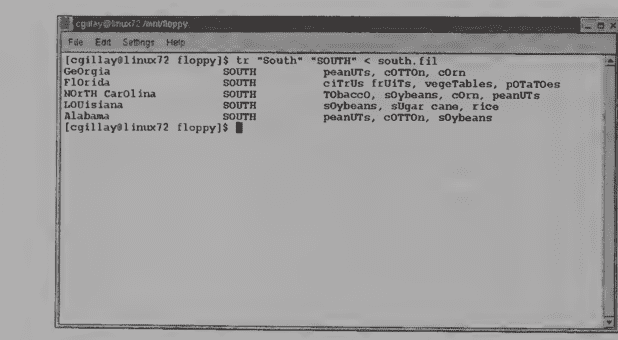 cgillay@linux72:/mnt/floppy
File Edit Settings Help
[cgillay@linux72 floppy]$ tr "South" "SOUTH" < south.fil
GeOrgia SOUTH peanUTs, cOTTOn, cOrn
FlOrida SOUTH ciTrUs frUiTs, vegeTables, pOTaTOes
NOrTH CarOlina SOUTH TObaccO, sOybeans, cOrn, peanUTs
LOUisiana SOUTH sOybeans, sUgar cane, rice
Alabama SOUTH peanUTs, cOTTOn, sOybeans
[cgillay@linux72 floppy]$